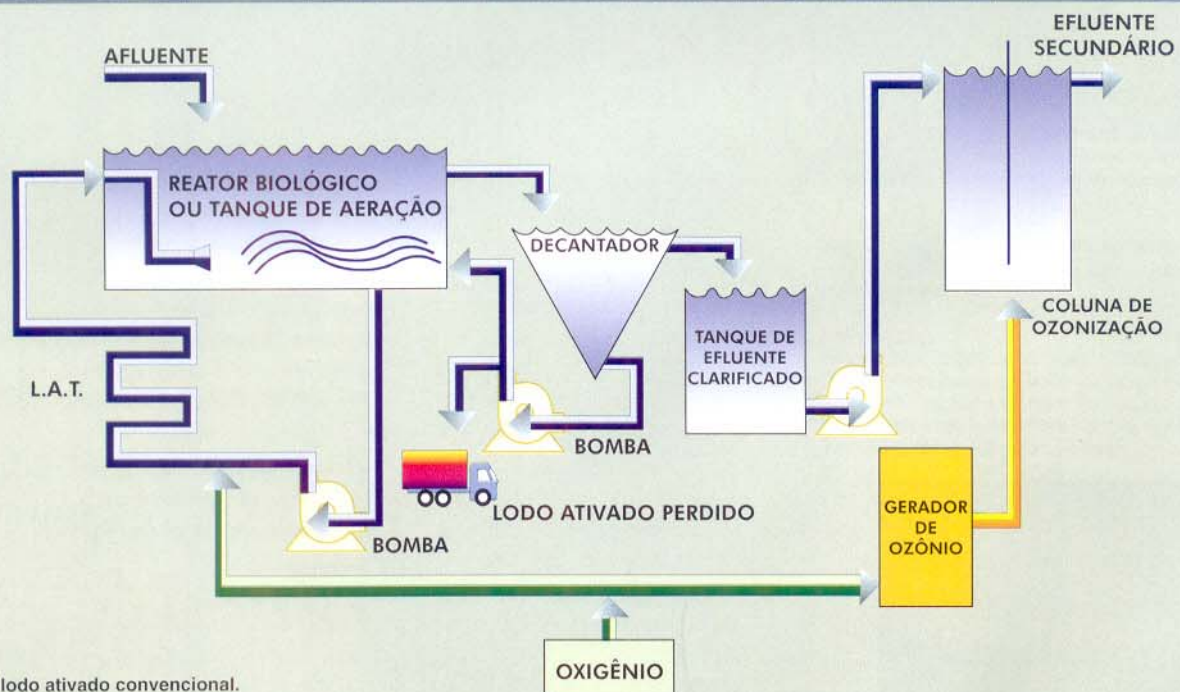 AFLUENTE
EFLUENTE
SECUNDÁRIO
REATOR BIOLÓGICO
OU TANQUE DE AERAÇÃO
DECANTADOR
TANQUE DE
EFLUENTE
CLARIFICADO
COLUNA DE
OZONIZAÇÃO
L.A.T.
BOMBA
LODO ATIVADO PERDIDO
BOMBA
GERADOR
DE
OZÔNIO
OXIGÊNIO
lodo ativado convencional.